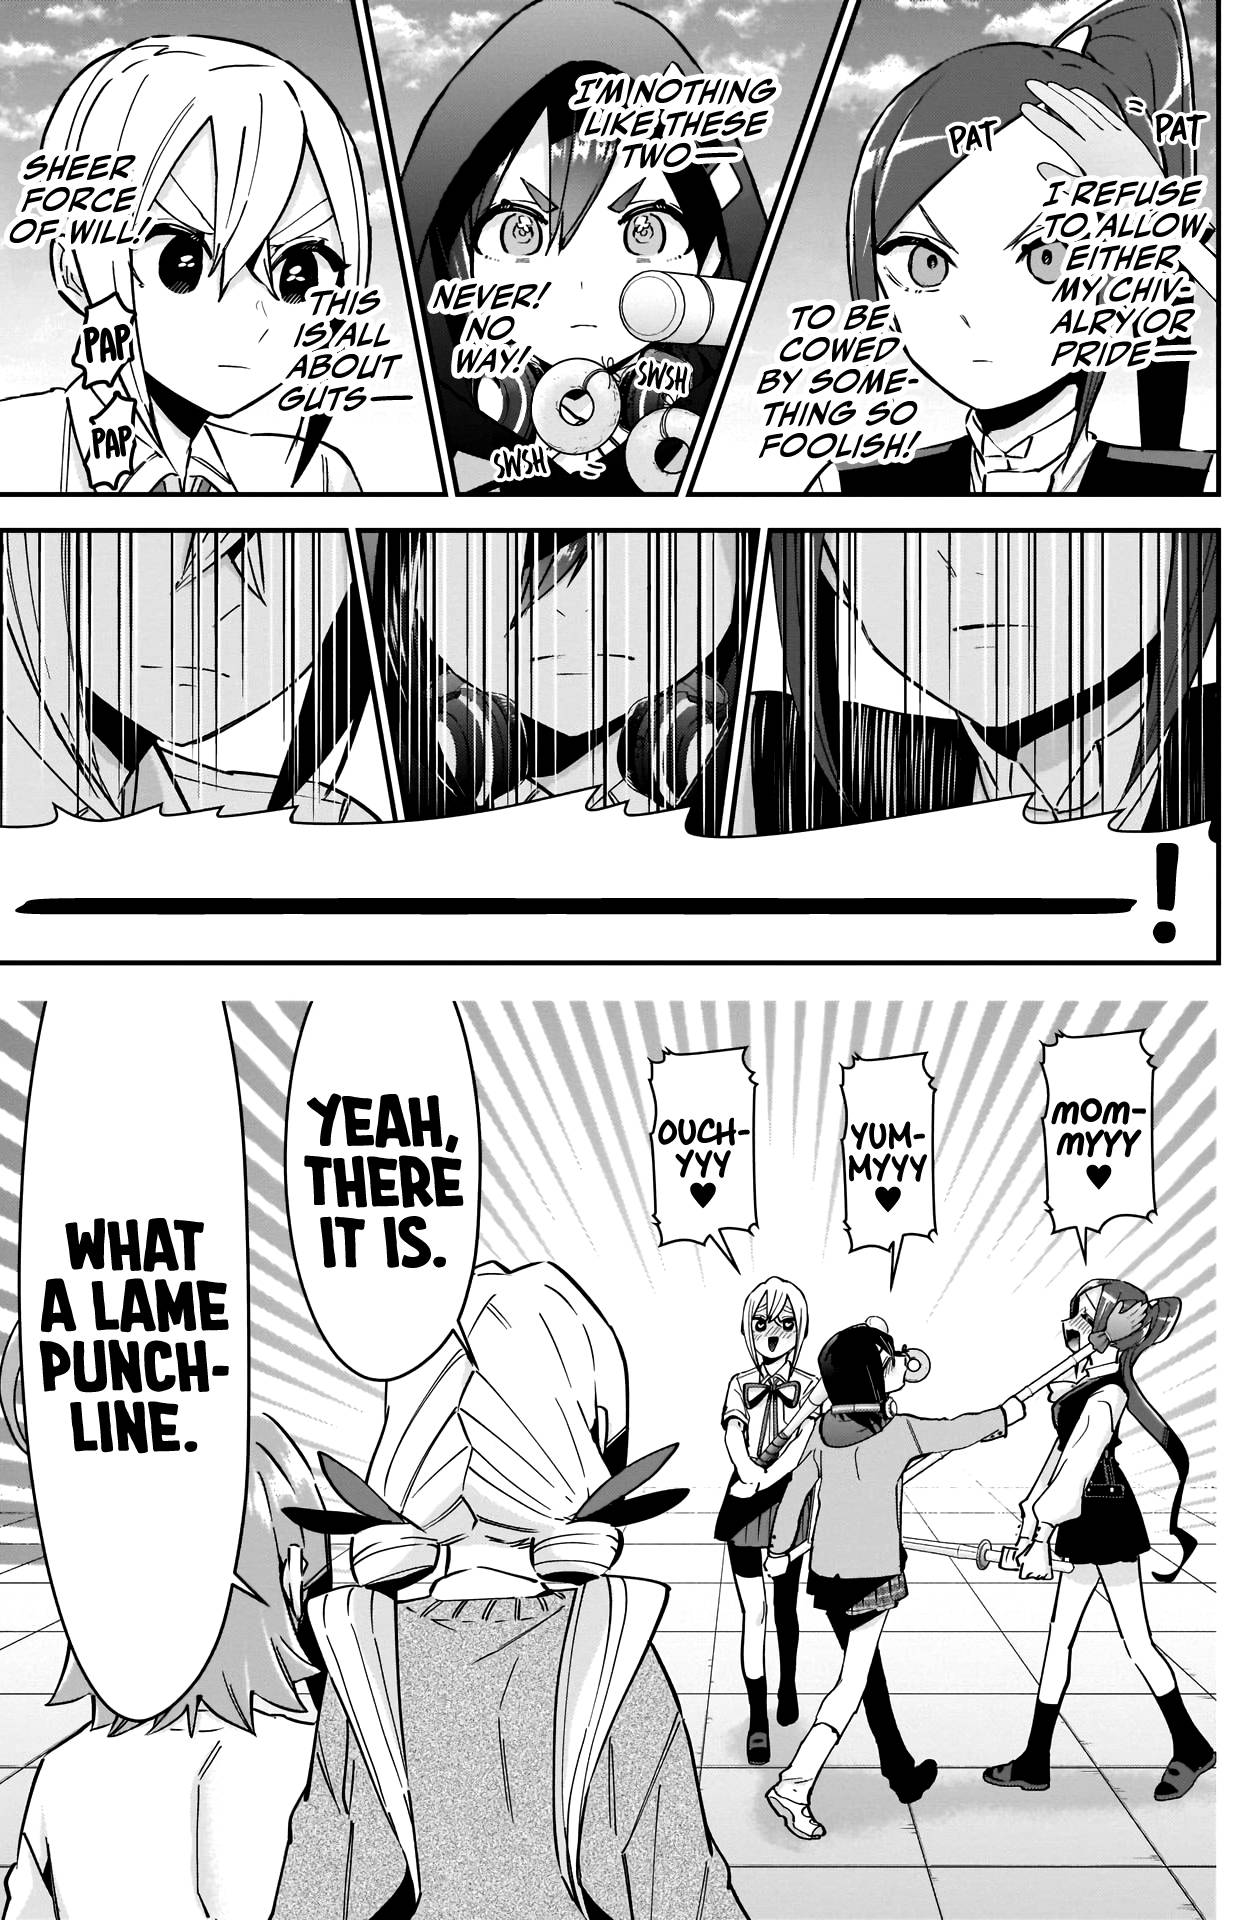 PAT
PAT
I REFUSE
TO ALLOW
EITHER
MY CHIV-
ALRY OR
PRIDE—
TO BE
COWED
BY SOME-
THING SO
FOOLISH!
I'M NOTHING
LIKE THESE
TWO—
NEVER!
NO
WAY!
SWSH
SWSH
THIS
IS ALL
ABOUT
GUTS—
SHEER
FORCE
OF WILL!
PAP
PAP
—!
MOM-
MYYY
♥
YUM-
MYYY
♥
OUCH-
YYY
♥
YEAH,
THERE
IT IS.
WHAT
A LAME
PUNCH-
LINE.